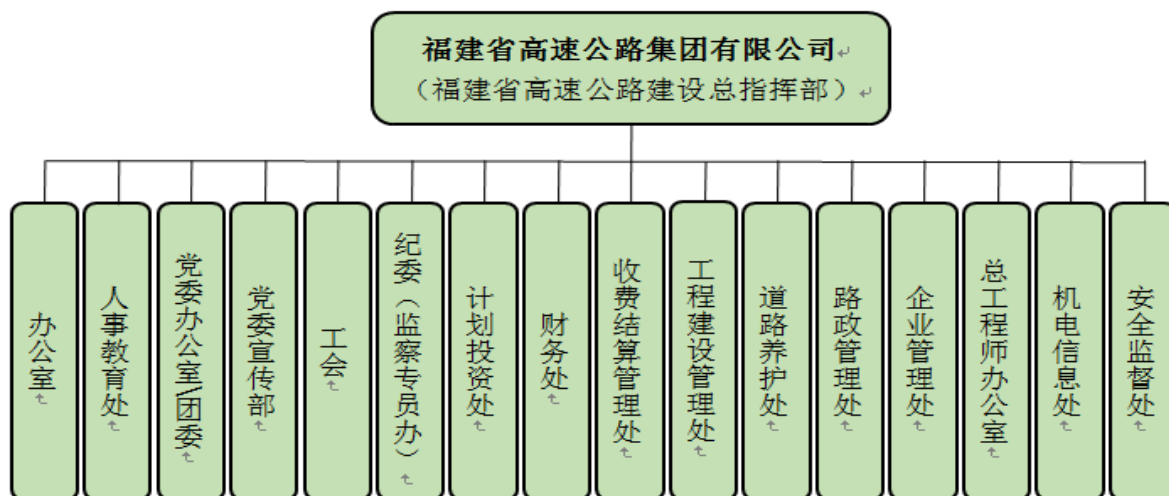 福建省高速公路集团有限公司
（福建省高速公路建设总指挥部）
办公室
人事教育处
党委办公室\团委
党委宣传部
工会
纪委（监察专员办）
计划投资处
财务处
收费结算管理处
工程建设管理处
道路养护处
路政管理处
企业管理处
总工程师办公室
机电信息处
安全监督处